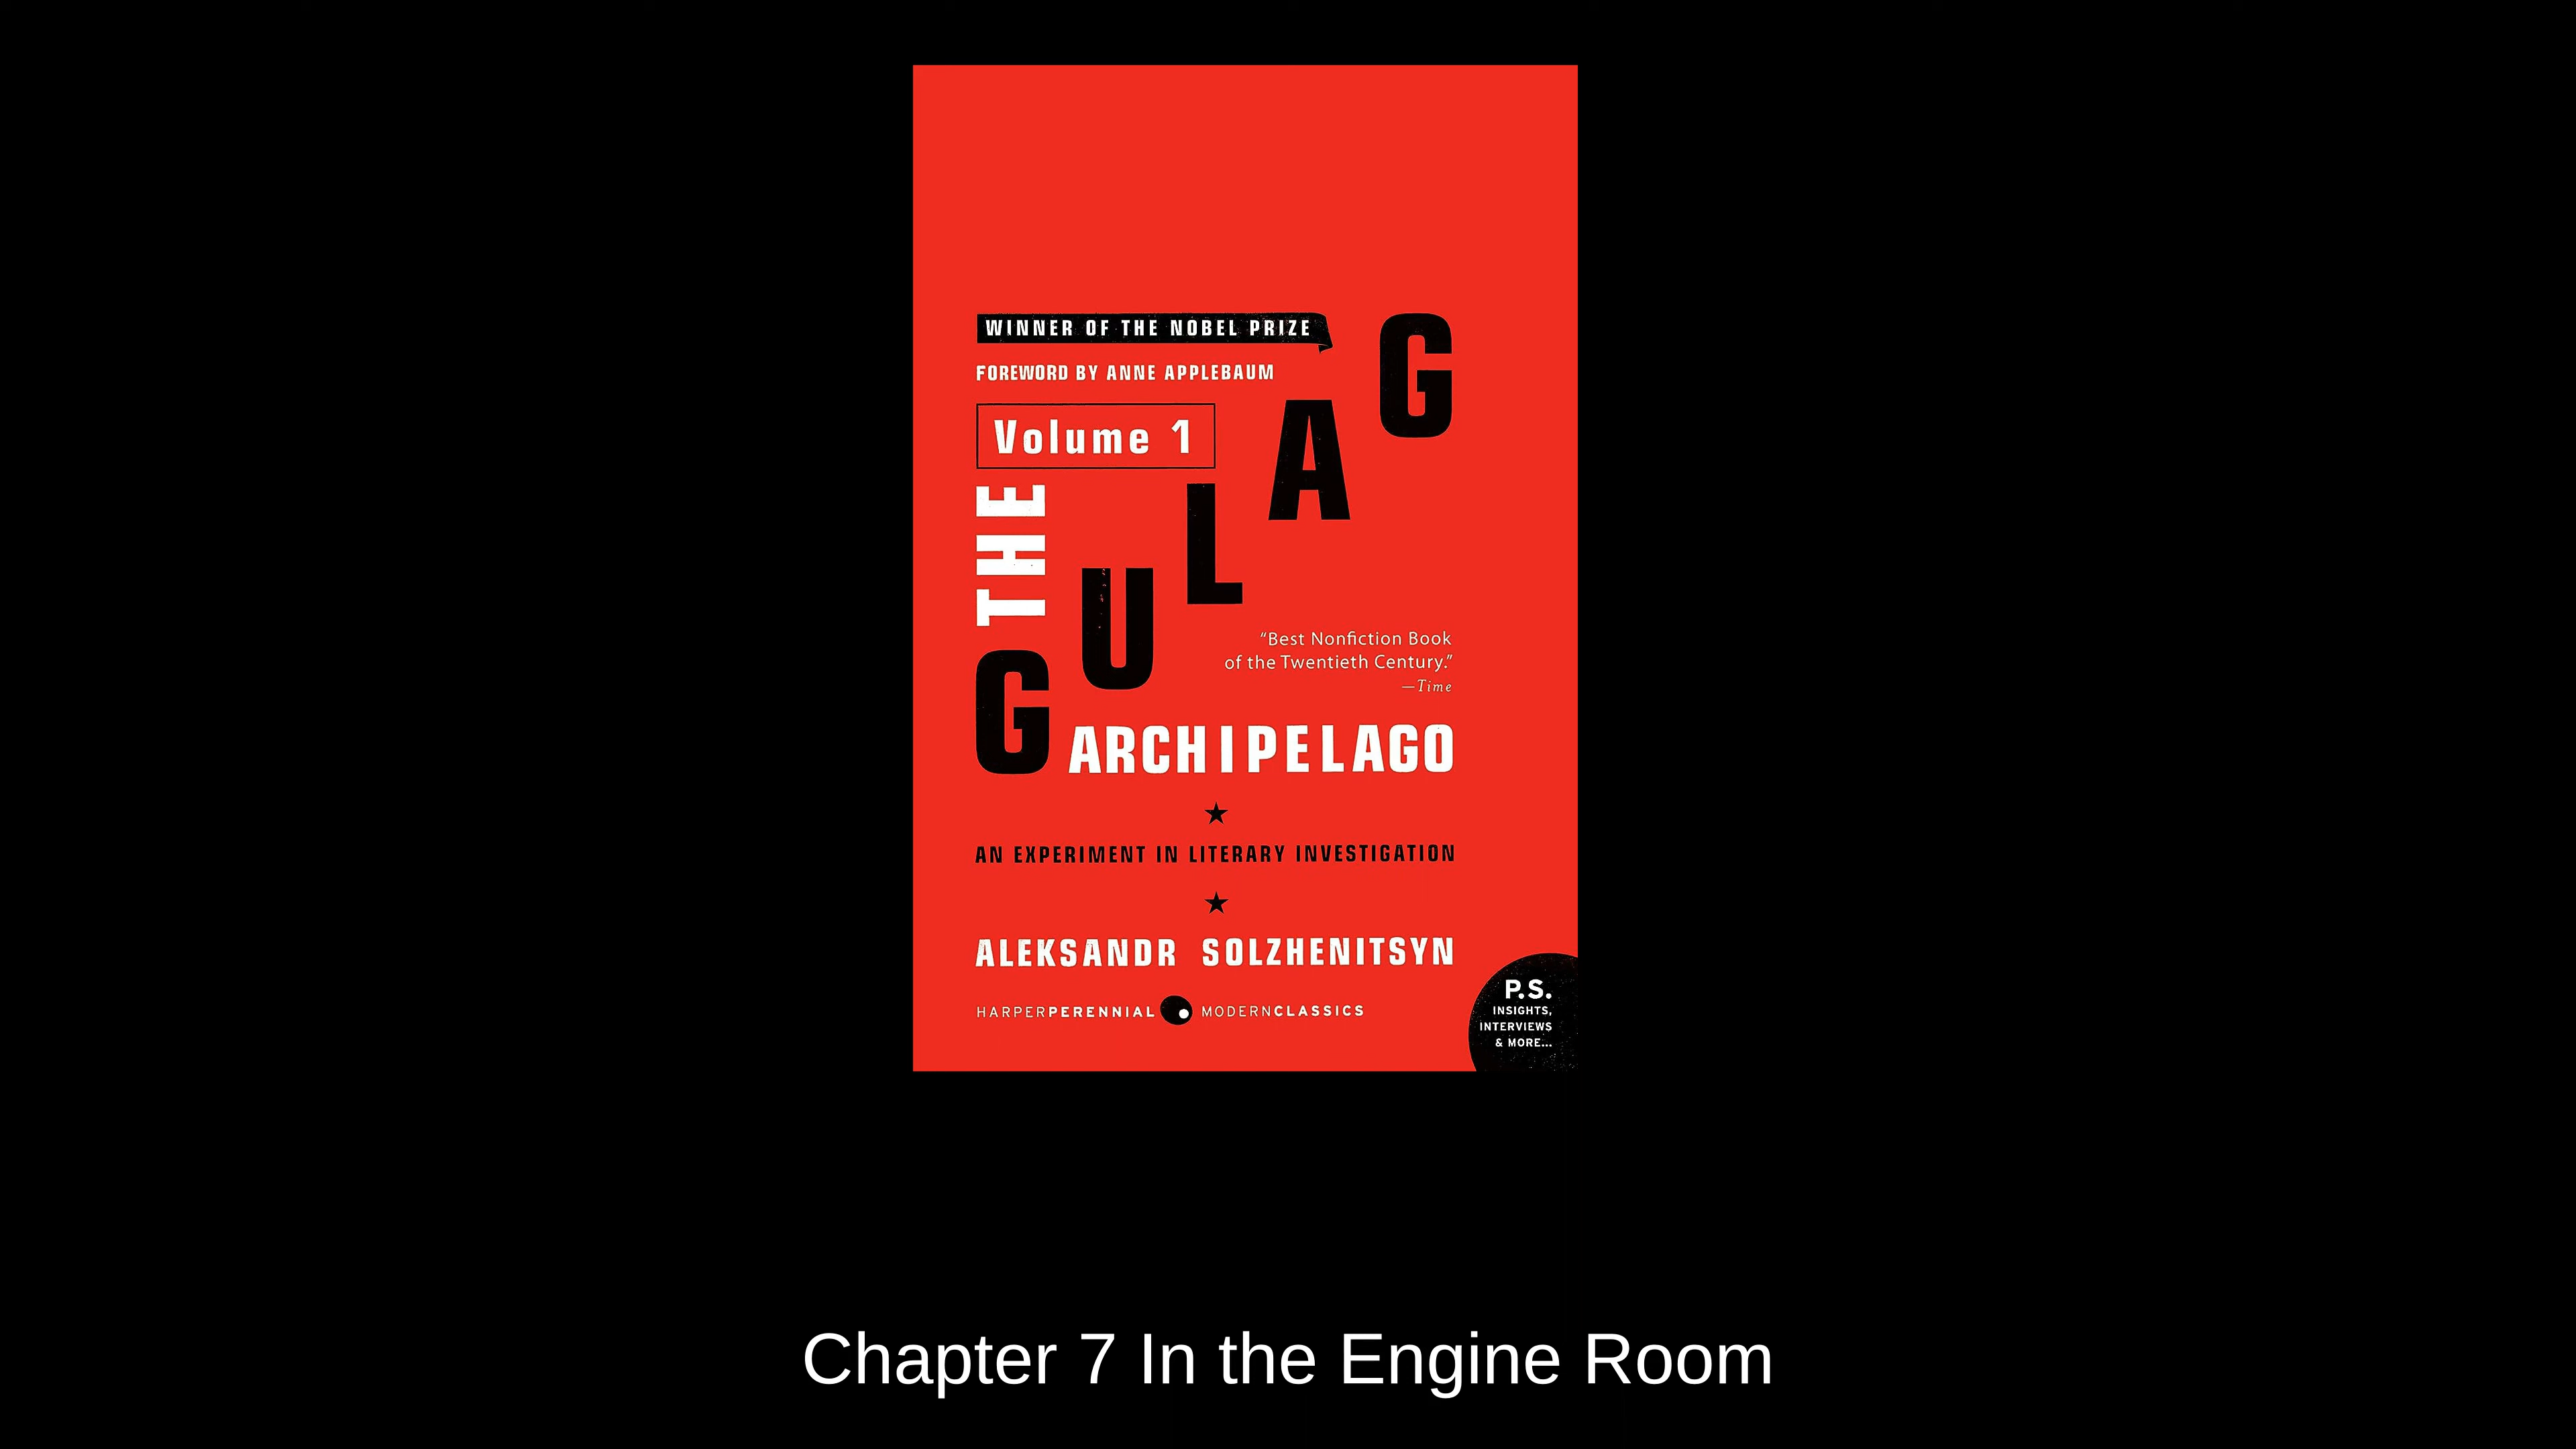 WINNER OF THE NOBEL PRIZE
FOREWORD BY ANNE APPLEBAUM
Volume 1
THE
GULAG
ARCHIPELAGO
"Best Nonfiction Book
of the Twentieth Century."
—Time
AN EXPERIMENT IN LITERARY INVESTIGATION
ALEKSANDR SOLZHENITSYN
HARPERPERENNIAL MODERNCLASSICS
P.S.
INSIGHTS,
INTERVIEWS
& MORE...
Chapter 7 In the Engine Room